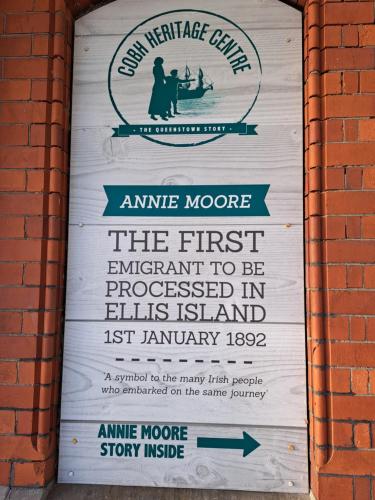 COBH HERITAGE CENTRE
· THE QUEENSTOWN STORY ·
ANNIE MOORE
THE FIRST
EMIGRANT TO BE
PROCESSED IN
ELLIS ISLAND
1ST JANUARY 1892
'A symbol to the many Irish people
who embarked on the same journey'
ANNIE MOORE
STORY INSIDE